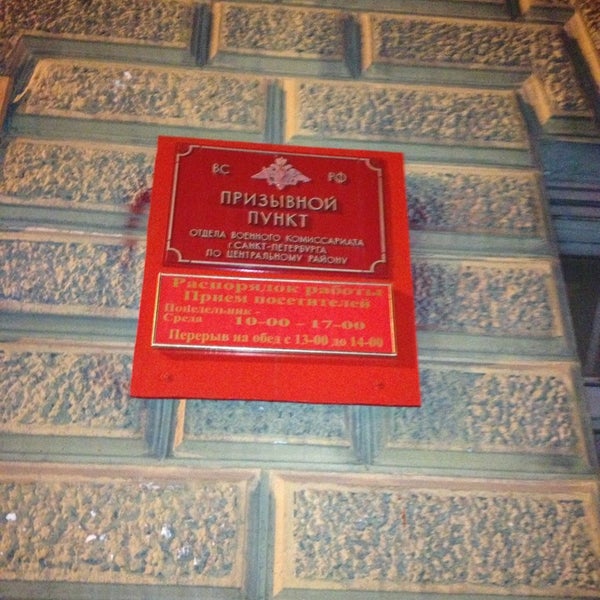 ВС РФ
ПРИЗЫВНОЙ
ПУНКТ
ОТДЕЛА ВОЕННОГО КОМИССАРИАТА
г.САНКТ-ПЕТЕРБУРГА
ПО ЦЕНТРАЛЬНОМУ РАЙОНУ
Распорядок работы
Прием посетителей
Понедельник -
Среда 10-00 - 17-00
Перерыв на обед с 13-00 до 14-00